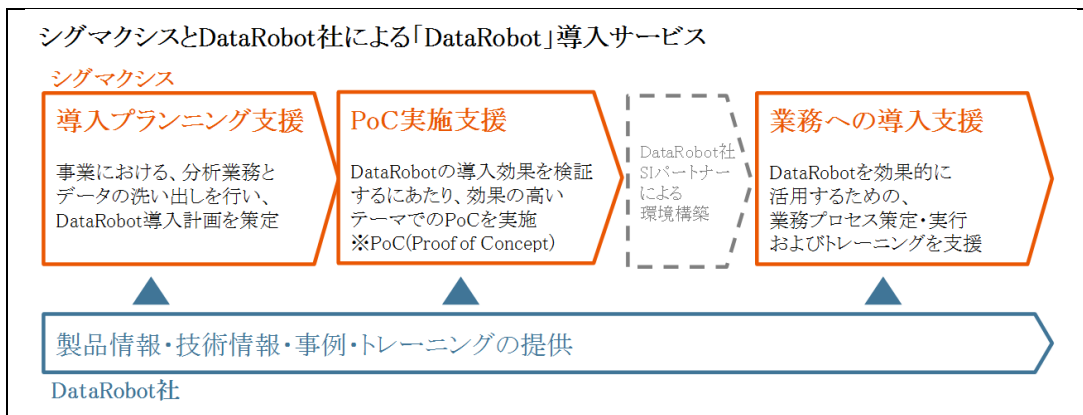 シグマクシスとDataRobot社による「DataRobot」導入サービス
シグマクシス
導入プランニング支援
事業における、分析業務と
データの洗い出しを行い、
DataRobot導入計画を策定
PoC実施支援
DataRobotの導入効果を検証
するにあたり、効果の高い
テーマでのPoCを実施
※PoC(Proof of Concept)
DataRobot社
SIパートナー
による
環境構築
業務への導入支援
DataRobotを効果的に
活用するための、
業務プロセス策定・実行
およびトレーニングを支援
製品情報・技術情報・事例・トレーニングの提供
DataRobot社